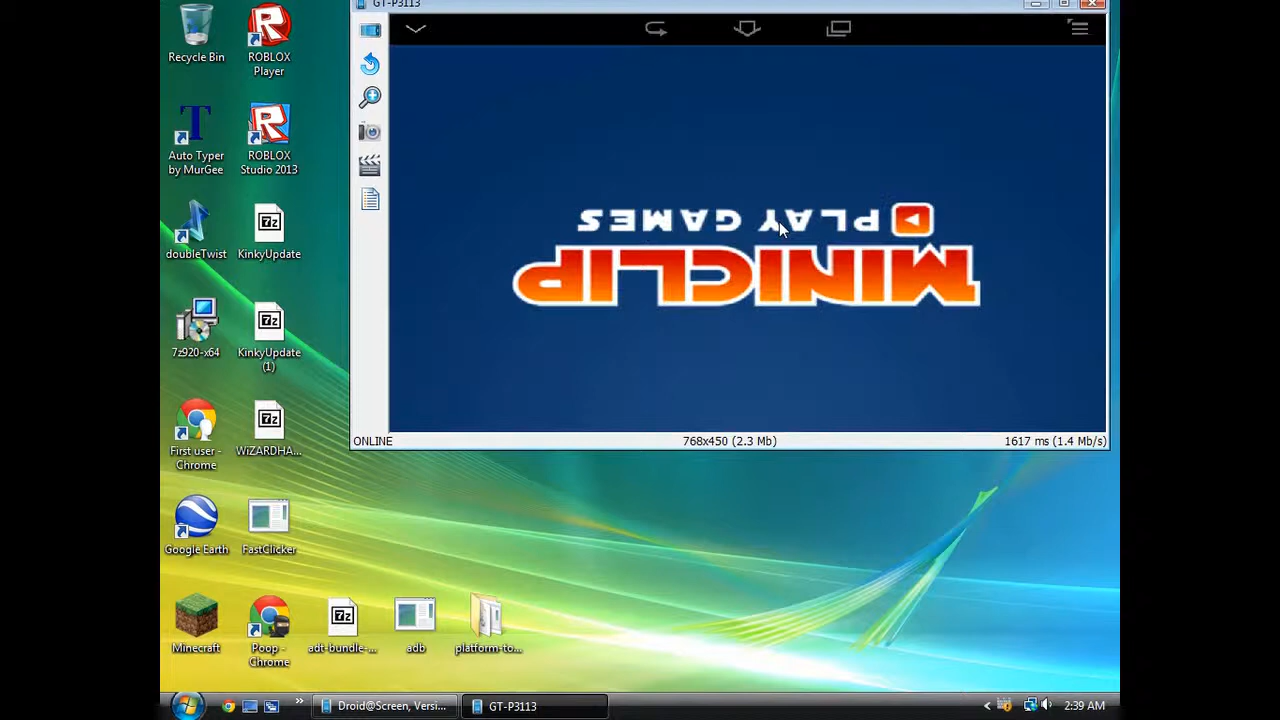 GT-P3113
Recycle Bin
ROBLOX
Player
Auto Typer
by MurGee
ROBLOX
Studio 2013
doubleTwist
KinkyUpdate
7z920-x64
KinkyUpdate
(1)
First user -
Chrome
WiZARDHA...
Google Earth
FastClicker
Minecraft
Poop -
Chrome
adt-bundle-...
adb
platform-to...
PLAY GAMES
MINICLIP
ONLINE
768x450 (2.3 Mb)
1617 ms (1.4 Mb/s)
Droid@Screen, Versi...
GT-P3113
2:39 AM